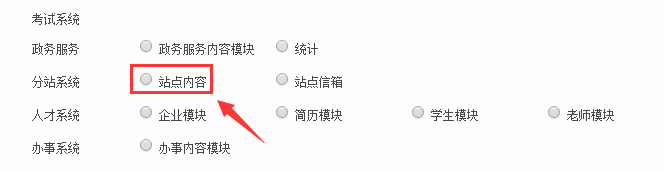 考试系统
政务服务 政务服务内容模块 统计
分站系统 站点内容 站点信箱
人才系统 企业模块 简历模块 学生模块 老师模块
办事系统 办事内容模块